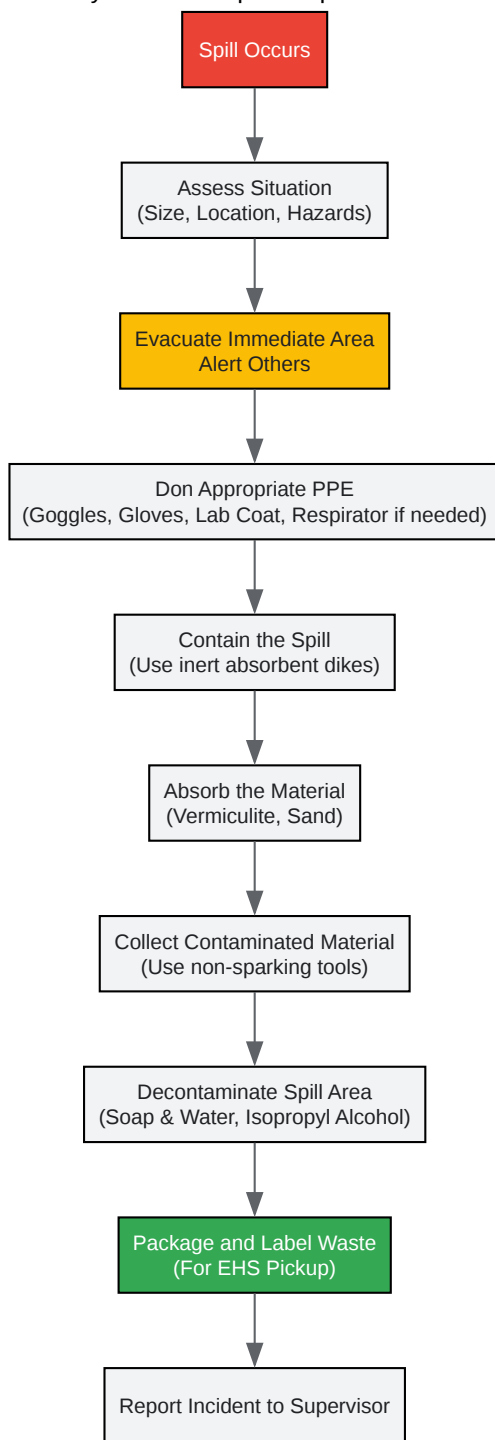 Spill Occurs
Assess Situation
(Size, Location, Hazards)
Evacuate Immediate Area
Alert Others
Don Appropriate PPE
(Goggles, Gloves, Lab Coat, Respirator if needed)
Contain the Spill
(Use inert absorbent dikes)
Absorb the Material
(Vermiculite, Sand)
Collect Contaminated Material
(Use non-sparking tools)
Decontaminate Spill Area
(Soap & Water, Isopropyl Alcohol)
Package and Label Waste
(For EHS Pickup)
Report Incident to Supervisor